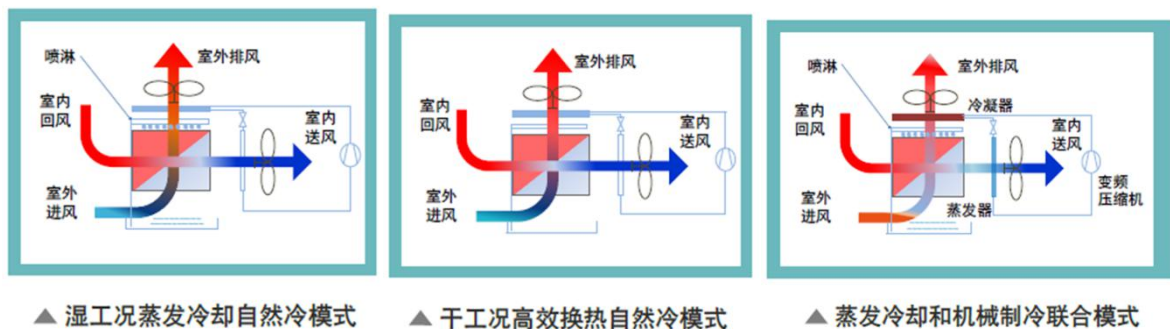 喷淋
室外排风
室内
回风
室内
送风
室外
进风
▲ 湿工况蒸发冷却自然冷模式
室外排风
室内
回风
室内
送风
室外
进风
▲ 干工况高效换热自然冷模式
喷淋
室外排风
冷凝器
室内
回风
室内
送风
室外
进风
蒸发器
变频
压缩机
▲ 蒸发冷却和机械制冷联合模式